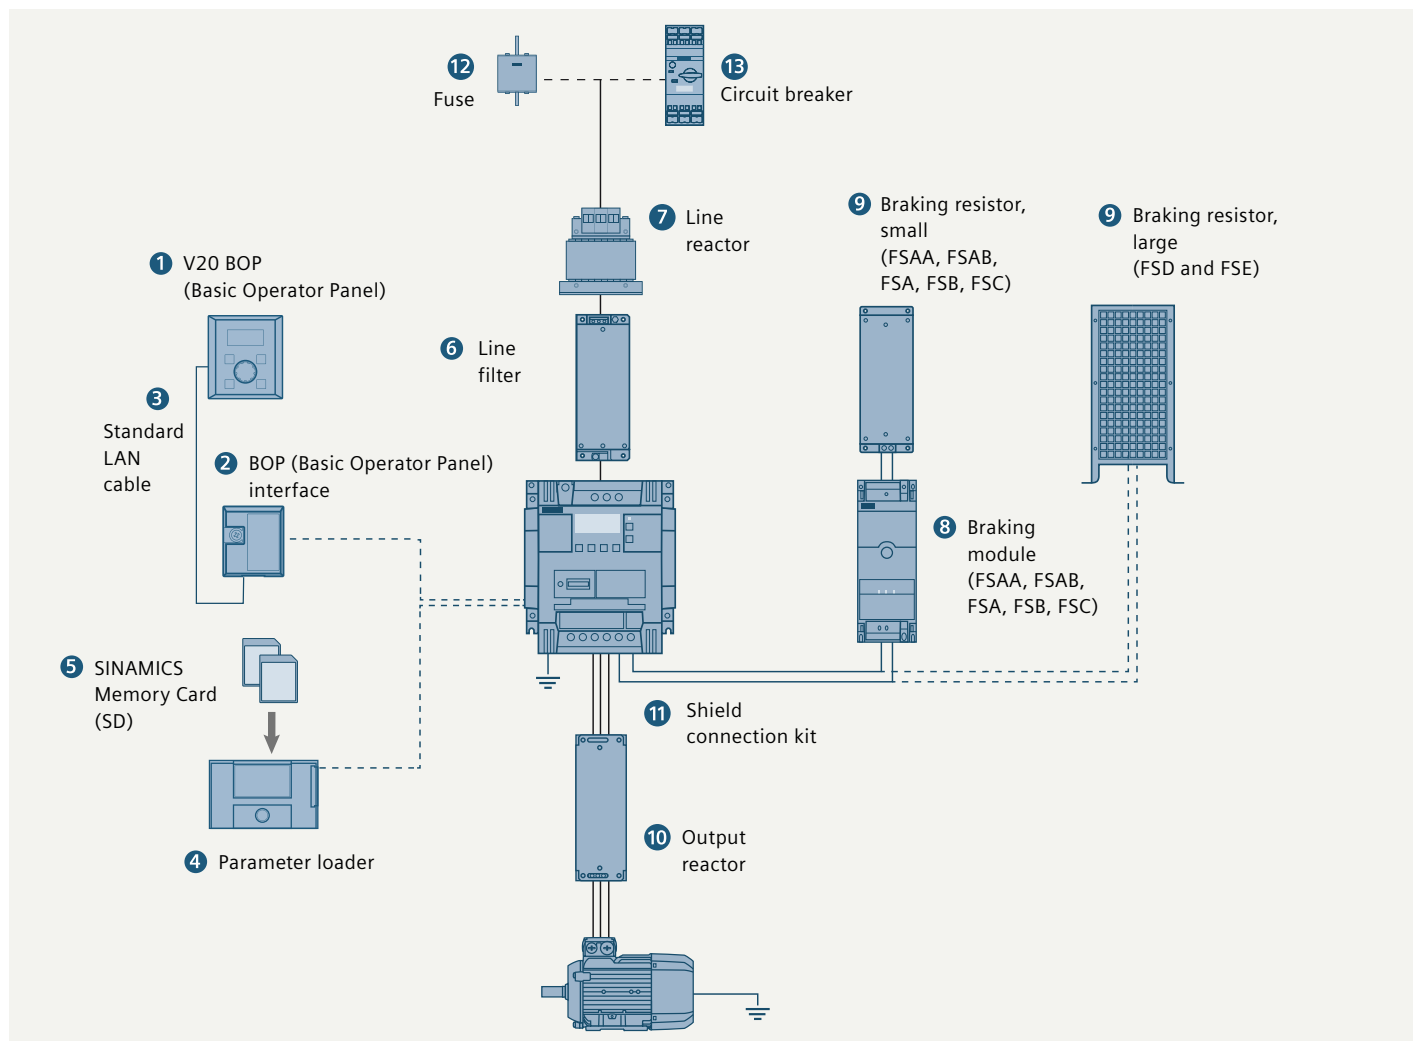 12
Fuse
13
Circuit breaker
7 Line
reactor
9 Braking resistor,
small
(FSAA, FSAB,
FSA, FSB, FSC)
9 Braking resistor,
large
(FSD and FSE)
1 V20 BOP
(Basic Operator Panel)
6 Line
filter
3
Standard
LAN
cable
2 BOP (Basic Operator Panel)
interface
8 Braking
module
(FSAA, FSAB,
FSA, FSB, FSC)
5 SINAMICS
Memory Card
(SD)
11 Shield
connection kit
10 Output
reactor
4 Parameter loader